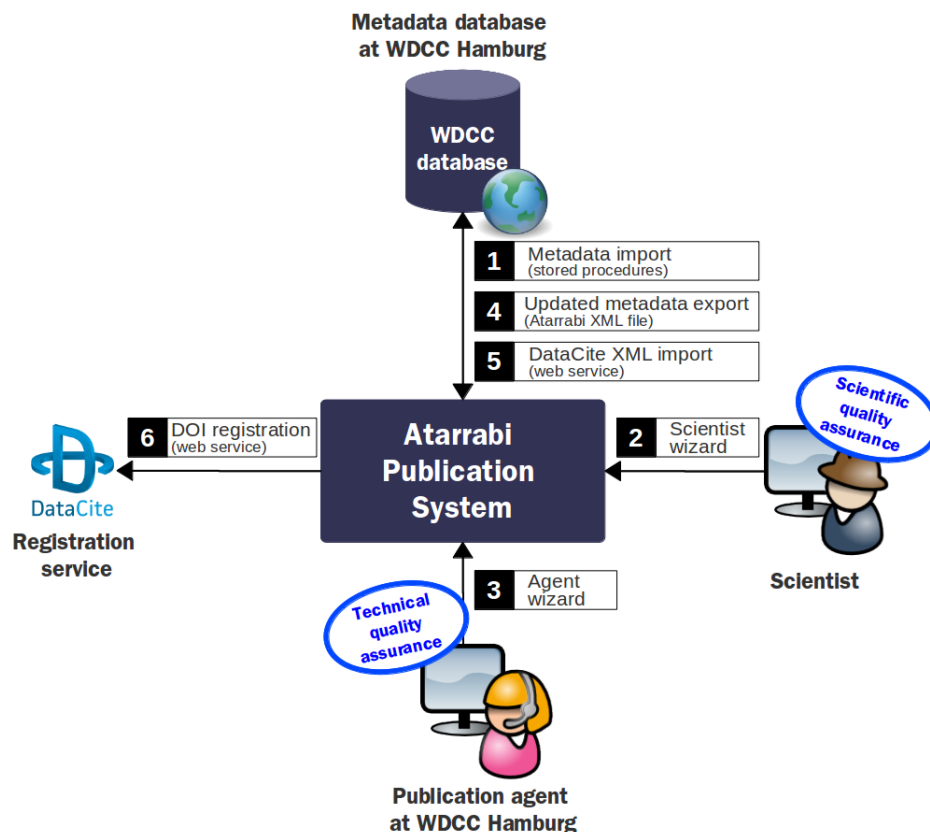 Metadata database
at WDCC Hamburg
WDCC
database
1 Metadata import
(stored procedures)
4 Updated metadata export
(Atarrabi XML file)
5 DataCite XML import
(web service)
Scientific
quality
assurance
6 DOI registration
(web service)
Atarrabi
Publication
System
2 Scientist
wizard
DataCite
Registration
service
Scientist
3 Agent
wizard
Technical
quality
assurance
Publication agent
at WDCC Hamburg